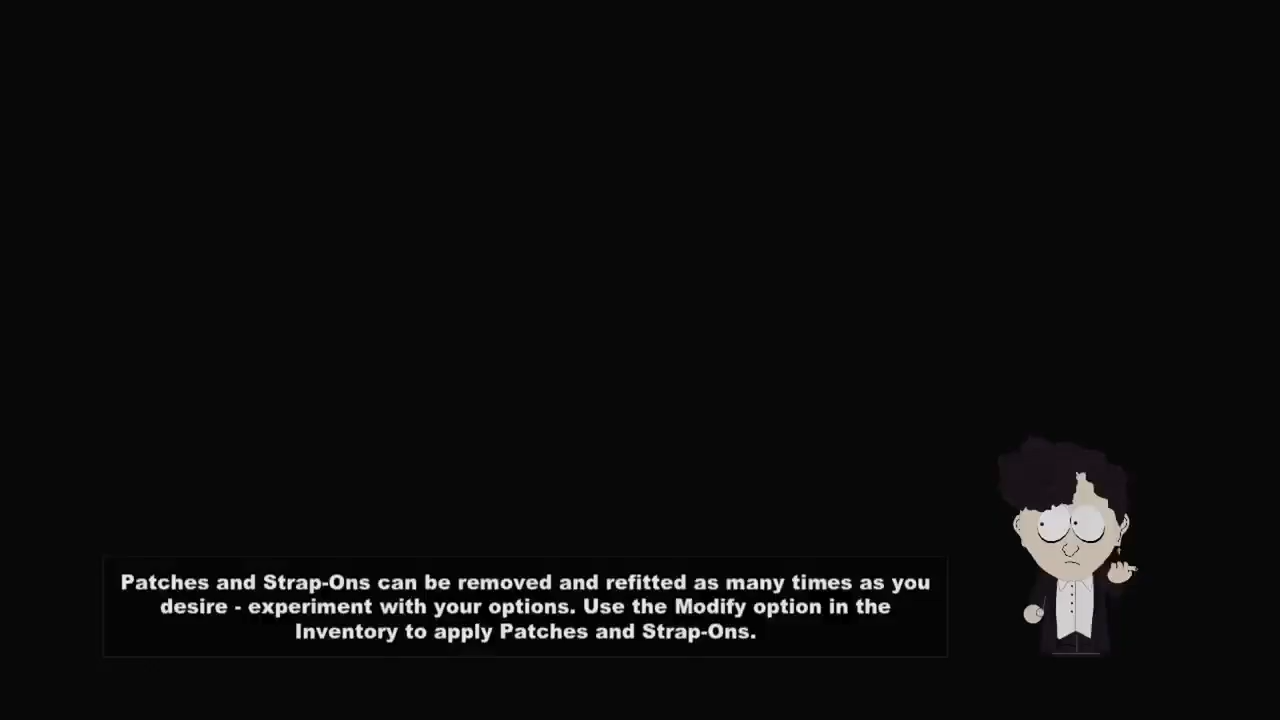 Patches and Strap-Ons can be removed and refitted as many times as you
desire - experiment with your options. Use the Modify option in the
Inventory to apply Patches and Strap-Ons.